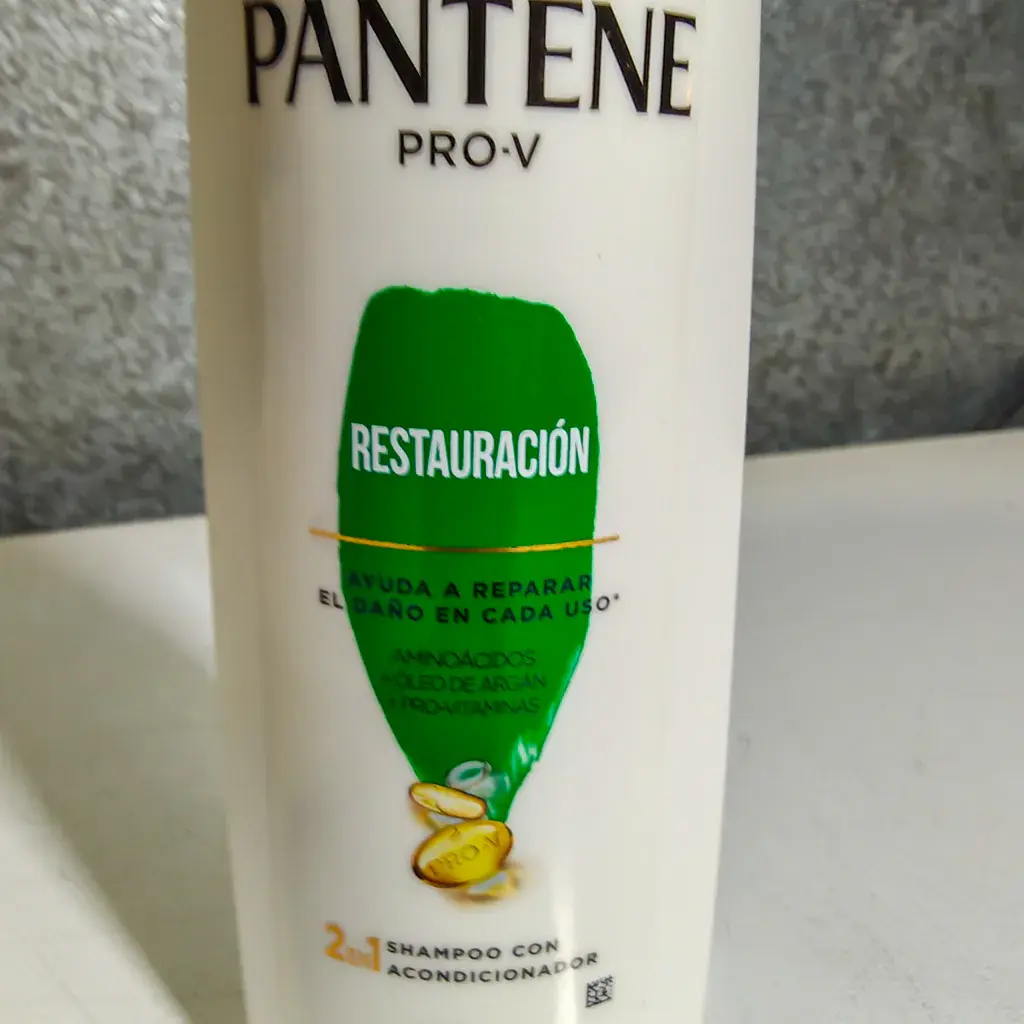 PANTENE
PRO-V
RESTAURACIÓN
AYUDA A REPARAR
EL DAÑO EN CADA USO*
AMINOÁCIDOS
+ ÓLEO DE ARGÁN
+ PRO-VITAMINAS
PRO-V
2en1 SHAMPOO CON
ACONDICIONADOR